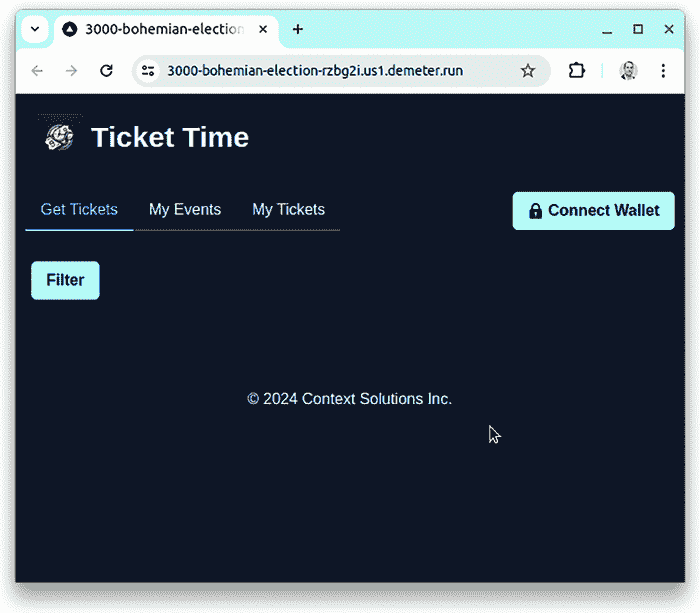 3000-bohemian-election
3000-bohemian-election-rzbg2i.us1.demeter.run
Ticket Time
Get Tickets My Events My Tickets Connect Wallet
Filter
© 2024 Context Solutions Inc.